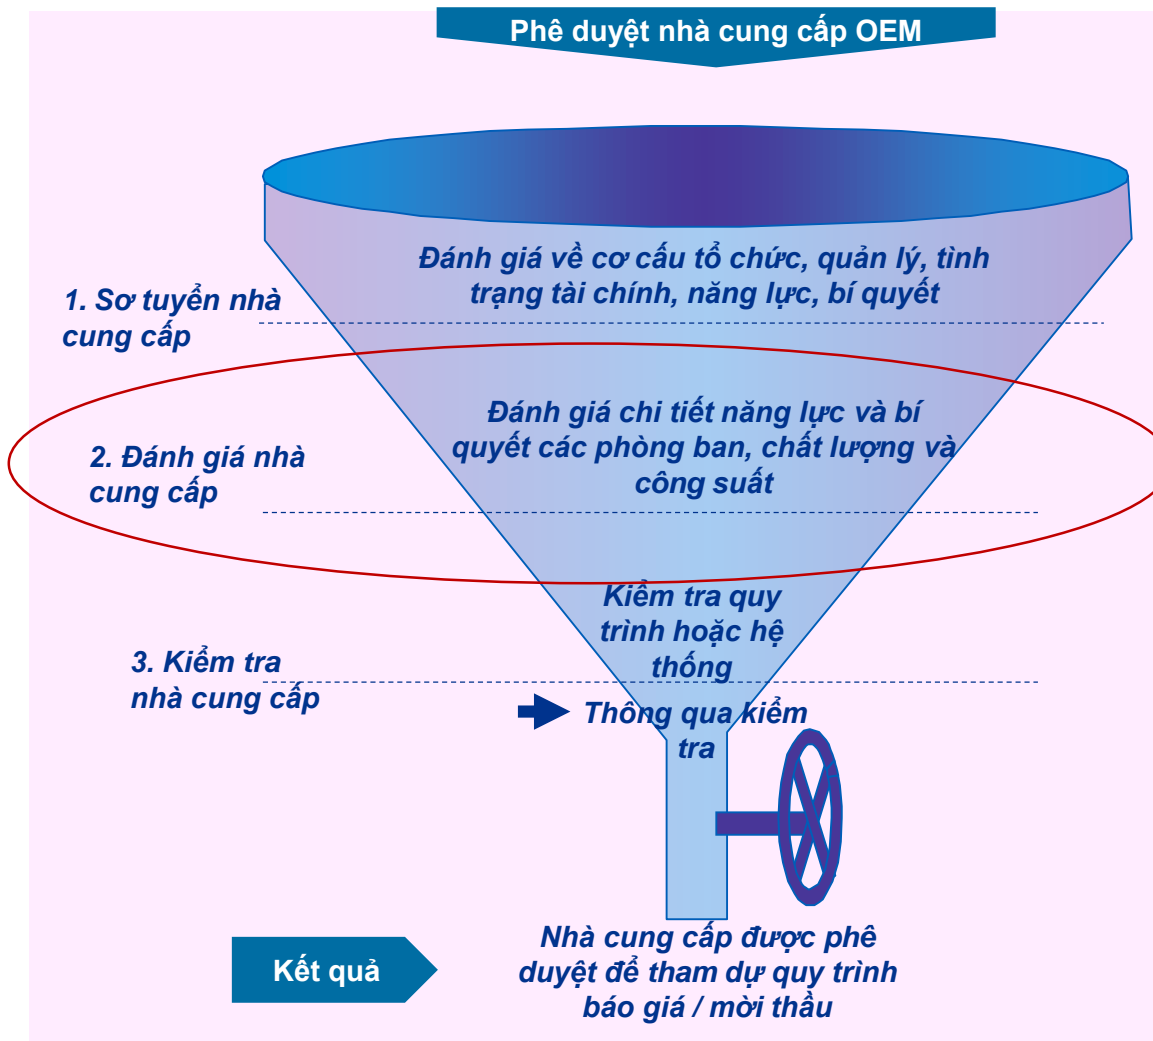 Phê duyệt nhà cung cấp OEM
Đánh giá về cơ cấu tổ chức, quản lý, tình
trạng tài chính, năng lực, bí quyết
1. Sơ tuyển nhà
cung cấp
Đánh giá chi tiết năng lực và bí
quyết các phòng ban, chất lượng và
công suất
2. Đánh giá nhà
cung cấp
Kiểm tra quy
trình hoặc hệ
thống
3. Kiểm tra
nhà cung cấp
Thông qua kiểm
tra
Kết quả
Nhà cung cấp được phê
duyệt để tham dự quy trình
báo giá / mời thầu